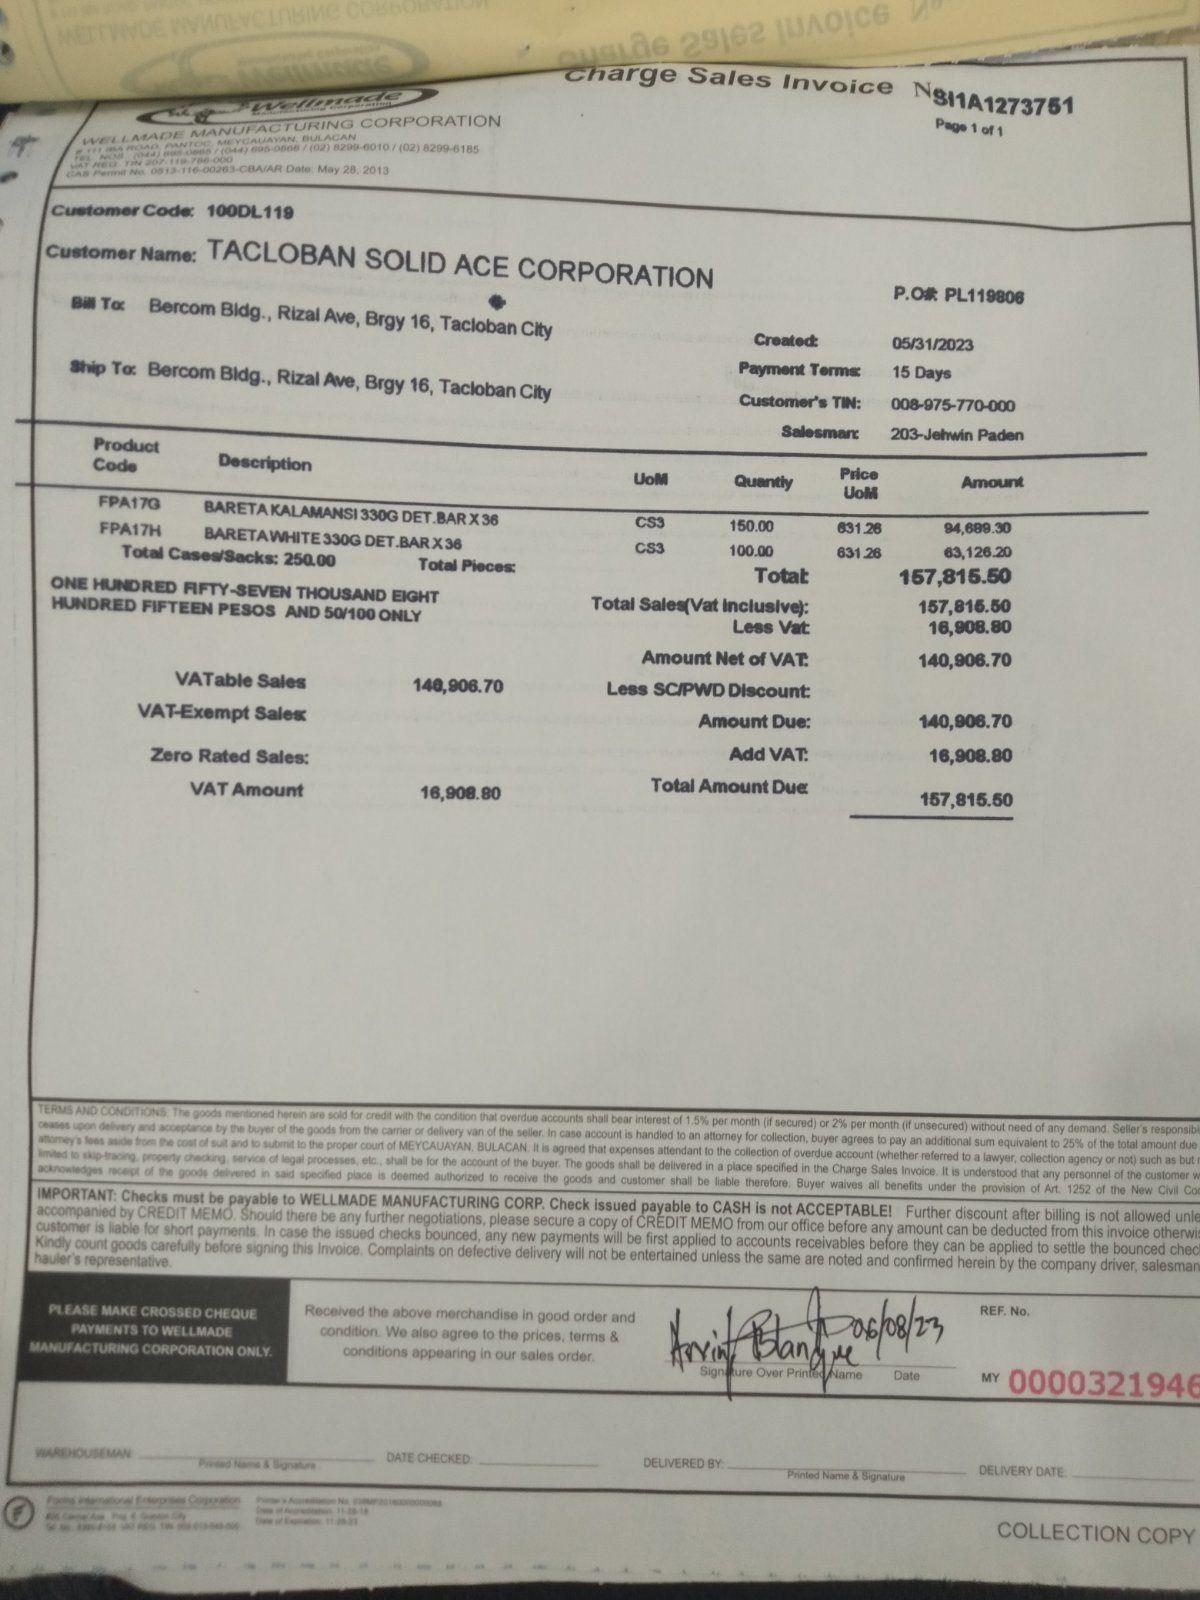 Charge Sales Invoice
Charge Sales Invoice NSI1A1273751
Page 1 of 1
Wellmade
WELLMADE MANUFACTURING CORPORATION
# 111 IBA ROAD, PANTOC, MEYCAUAYAN, BULACAN
TEL NOS. (044) 695-0865 / (044) 695-0866 / (02) 8299-6010 / (02) 8299-6185
VAT REG. TIN 207-119-786-000
CAS Permit No. 0513-116-00263-CBA/AR Date: May 28, 2013
Customer Code: 100DL119
Customer Name: TACLOBAN SOLID ACE CORPORATION
P.O#: PL119806
Bill To: Bercom Bldg., Rizal Ave, Brgy 16, Tacloban City
Created: 05/31/2023
Ship To: Bercom Bldg., Rizal Ave, Brgy 16, Tacloban City
Payment Terms: 15 Days
Customer's TIN: 008-975-770-000
Salesman: 203-Jehwin Paden
Product Code Description UoM Quantiy Price UoM Amount
FPA17G BARETA KALAMANSI 330G DET.BAR X 36 CS3 150.00 631.26 94,689.30
FPA17H BARETA WHITE 330G DET.BAR X 36 CS3 100.00 631.26 63,126.20
Total Cases/Sacks: 250.00 Total Pieces: Total: 157,815.50
ONE HUNDRED FIFTY-SEVEN THOUSAND EIGHT
HUNDRED FIFTEEN PESOS AND 50/100 ONLY
Total Sales(Vat Inclusive): 157,815.50
Less Vat: 16,908.80
Amount Net of VAT: 140,906.70
VATable Sales 140,906.70 Less SC/PWD Discount:
VAT-Exempt Sales: Amount Due: 140,906.70
Zero Rated Sales: Add VAT: 16,908.80
VAT Amount 16,908.80 Total Amount Due: 157,815.50
TERMS AND CONDITIONS: The goods mentioned herein are sold for credit with the condition that overdue accounts shall bear interest of 1.5% per month (if secured) or 2% per month (if unsecured) without need of any demand. Seller's responsibi
ceases upon delivery and acceptance by the buyer of the goods from the carrier or delivery van of the seller. In case account is handled to an attorney for collection, buyer agrees to pay an additional sum equivalent to 25% of the total amount due
attorney's fees aside from the cost of suit and to submit to the proper court of MEYCAUAYAN, BULACAN. It is agreed that expenses attendant to the collection of overdue account (whether referred to a lawyer, collection agency or not) such as but
limited to skip-tracing, property checking, service of legal processes, etc., shall be for the account of the buyer. The goods shall be delivered in a place specified in the Charge Sales Invoice. It is understood that any personnel of the customer w
acknowledges receipt of the goods delivered in said specified place is deemed authorized to receive the goods and customer shall be liable therefore. Buyer waives all benefits under the provision of Art. 1252 of the New Civil Co
IMPORTANT: Checks must be payable to WELLMADE MANUFACTURING CORP. Check issued payable to CASH is not ACCEPTABLE! Further discount after billing is not allowed unle
accompanied by CREDIT MEMO. Should there be any further negotiations, please secure a copy of CREDIT MEMO from our office before any amount can be deducted from this invoice otherwis
customer is liable for short payments. In case the issued checks bounced, any new payments will be first applied to accounts receivables before they can be applied to settle the bounced chec
Kindly count goods carefully before signing this Invoice. Complaints on defective delivery will not be entertained unless the same are noted and confirmed herein by the company driver, salesman
hauler's representative.
PLEASE MAKE CROSSED CHEQUE
PAYMENTS TO WELLMADE
MANUFACTURING CORPORATION ONLY.
Received the above merchandise in good order and
condition. We also agree to the prices, terms &
conditions appearing in our sales order.
06/08/23
Signature Over Printed Name Date
REF. No.
MY 0000321946
WAREHOUSEMAN: DATE CHECKED: DELIVERED BY: DELIVERY DATE:
Printed Name & Signature Printed Name & Signature
Forms International Enterprises Corporation
Date of Accreditation: 11-28-18
Date of Expiration: 11-28-23
COLLECTION COPY